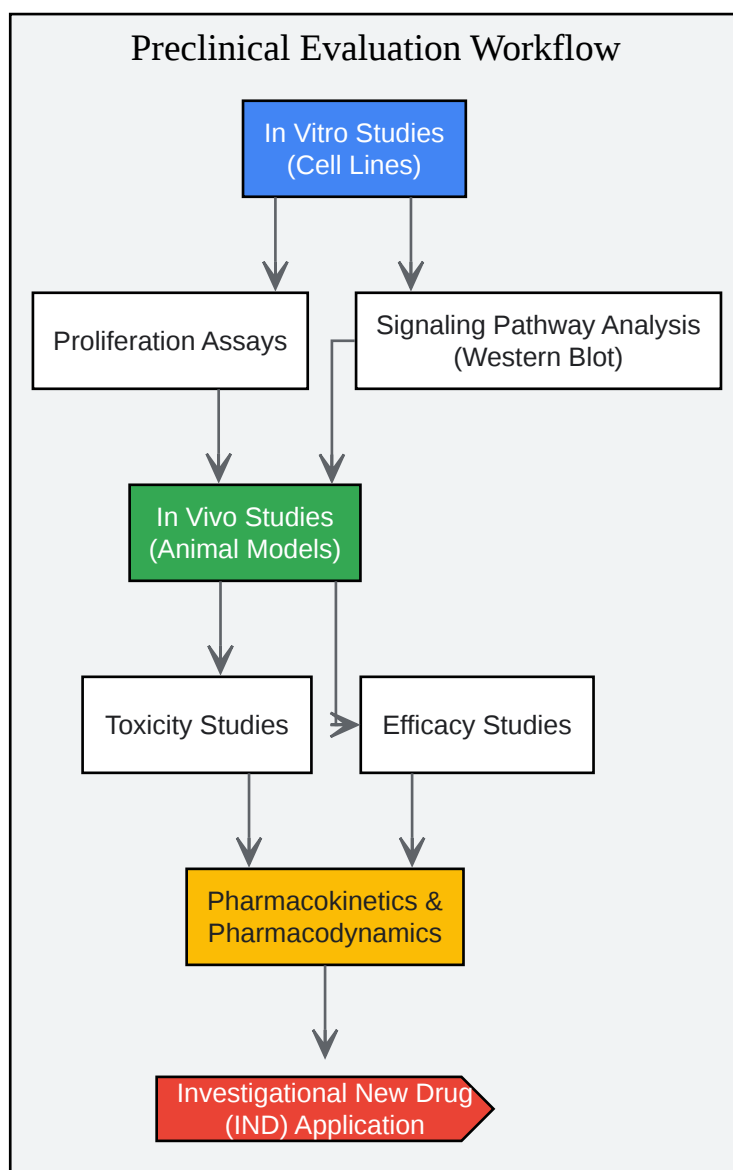 Preclinical Evaluation Workflow
In Vitro Studies
(Cell Lines)
Proliferation Assays
Signaling Pathway Analysis
(Western Blot)
In Vivo Studies
(Animal Models)
Toxicity Studies
Efficacy Studies
Pharmacokinetics &
Pharmacodynamics
Investigational New Drug
(IND) Application